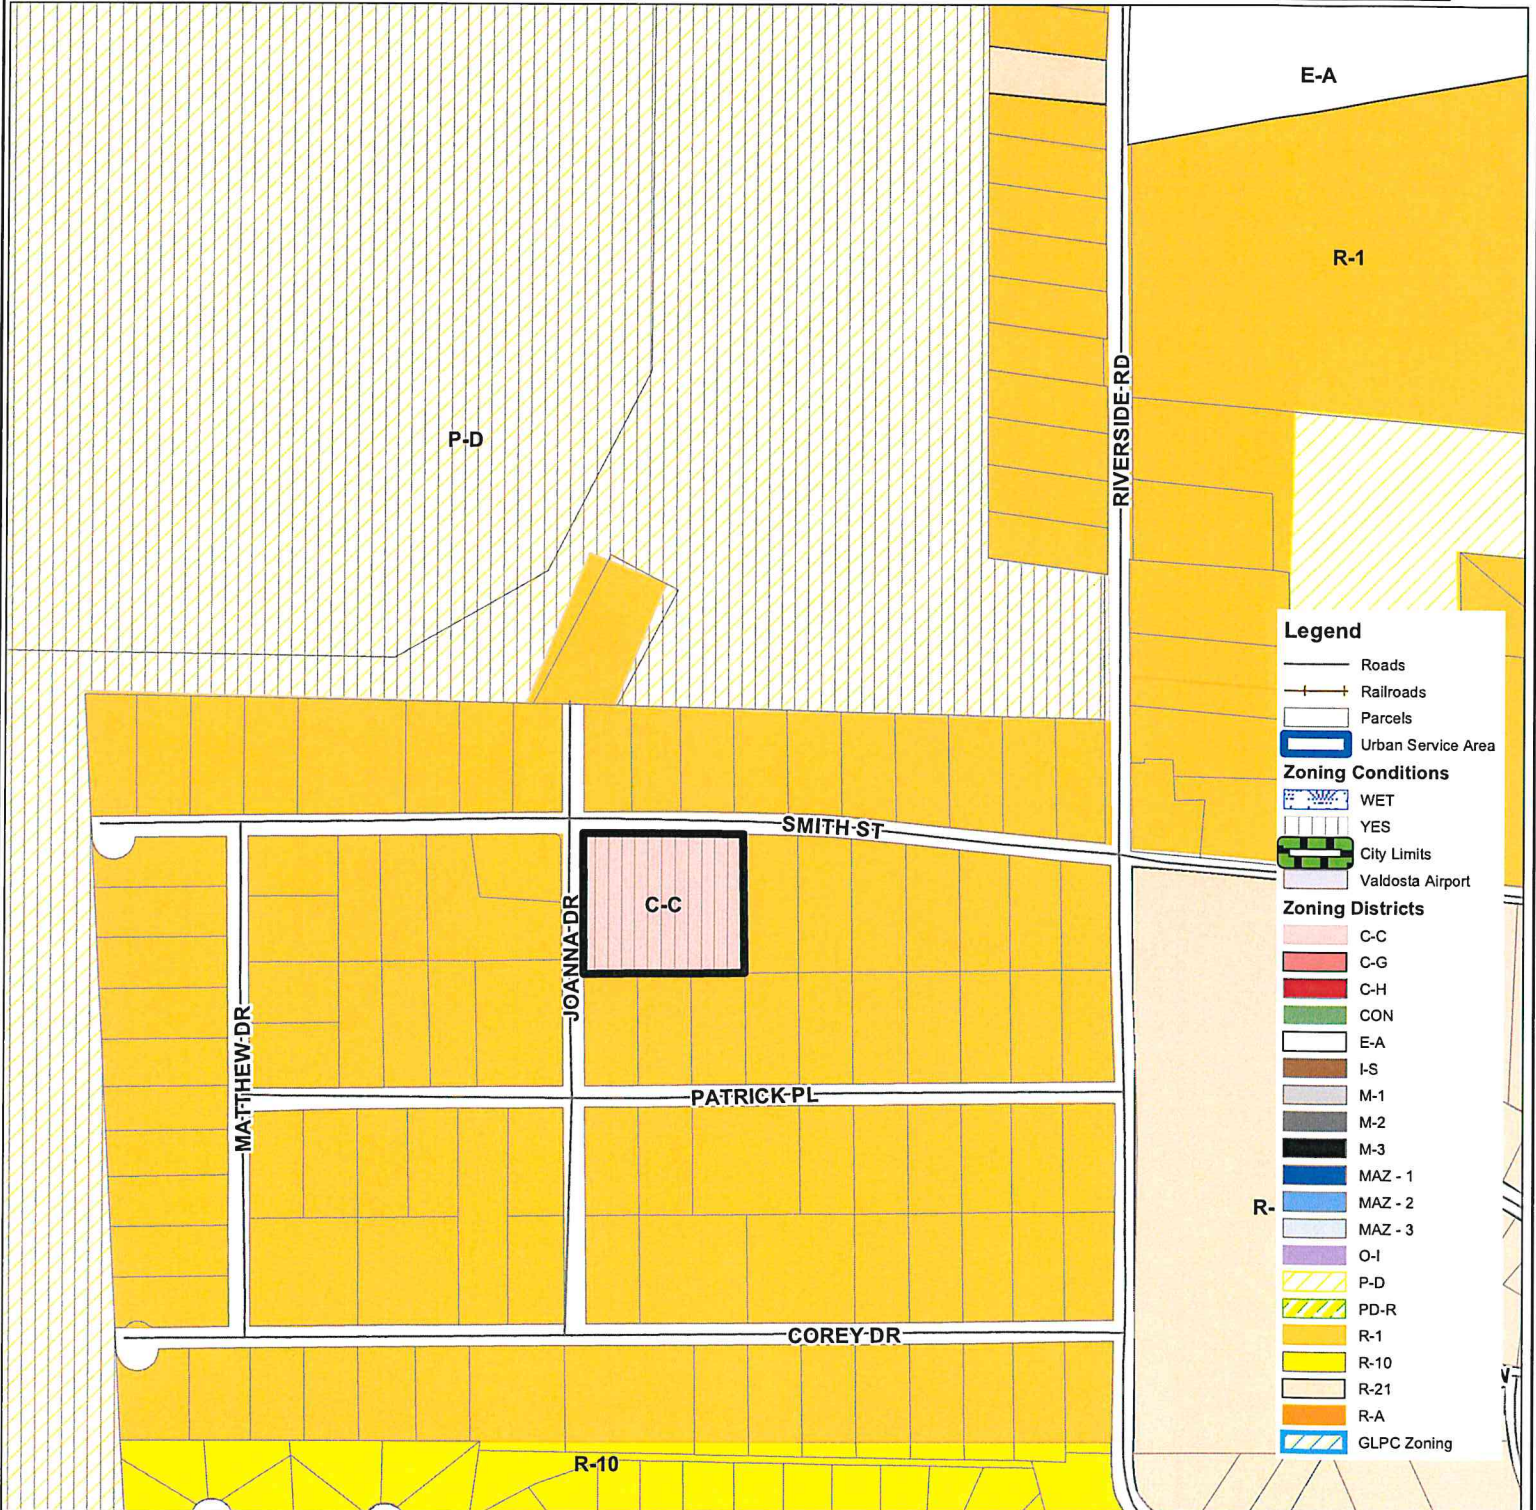 E-A
R-1
P-D
RIVERSIDE RD
SMITH ST
C-C
JOANNA DR
MATTHEW DR
PATRICK PL
R-
COREY DR
R-10
Legend
Roads
Railroads
Parcels
Urban Service Area
Zoning Conditions
WET
YES
City Limits
Valdosta Airport
Zoning Districts
C-C
C-G
C-H
CON
E-A
I-S
M-1
M-2
M-3
MAZ - 1
MAZ - 2
MAZ - 3
O-I
P-D
PD-R
R-1
R-10
R-21
R-A
GLPC Zoning